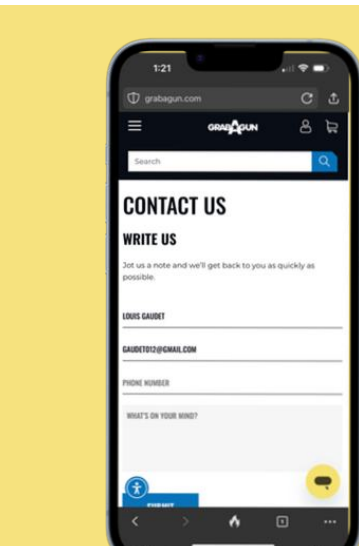 1:21
grabagun.com
GRABAGUN
Search
CONTACT US
WRITE US
Jot us a note and we'll get back to you as quickly as
possible.
LOUIS GAUDET
GAUDET012@GMAIL.COM
PHONE NUMBER
WHAT'S ON YOUR MIND?
SUBMIT